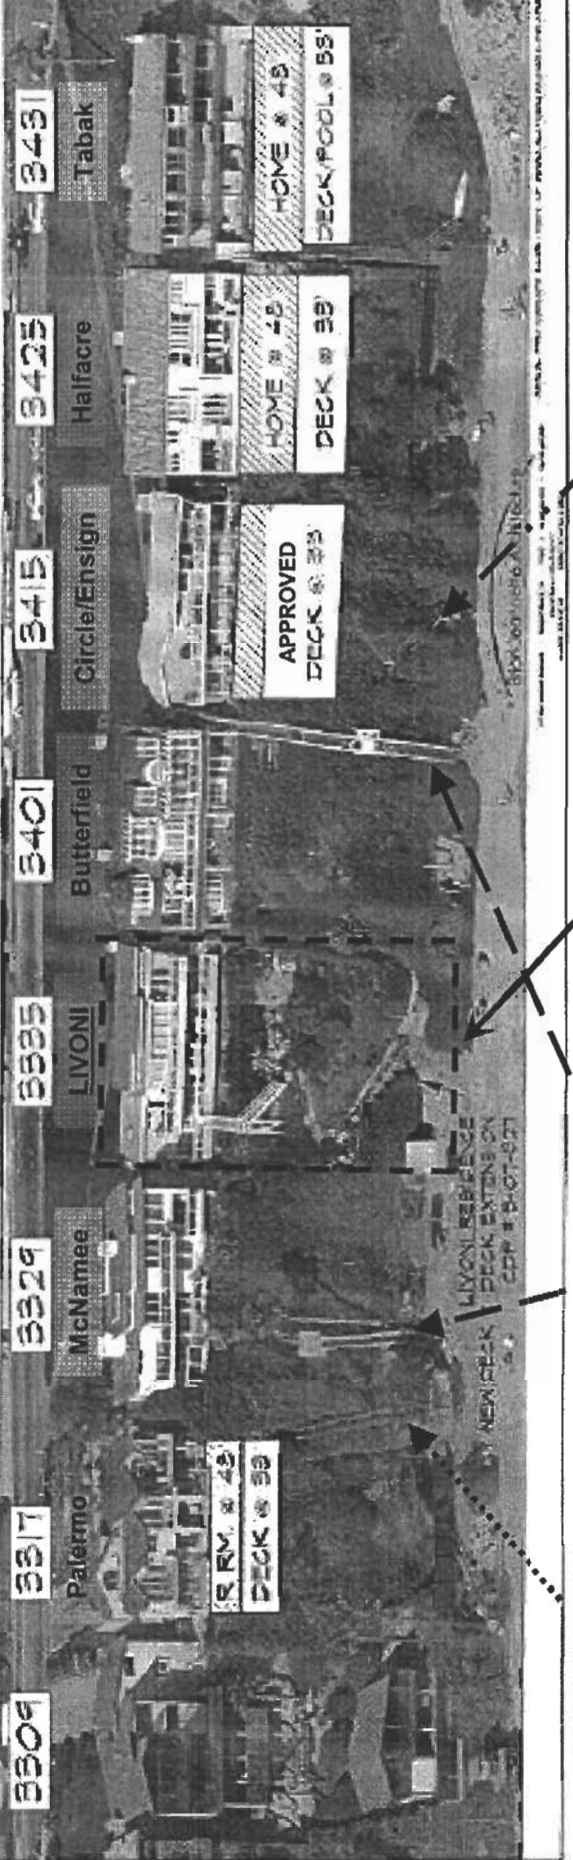 3309 3317 3329 3335 3401 3415 3425 3431
Palermo McNamee LIVONI Butterfield Circle/Ensign Halfacre Tabak
R RM. @ 48'
DECK @ 33'
APPROVED
DECK @ 33'
HOME @ 48'
DECK @ 33'
HOME @ 48'
DECK/POOL @
LIVONI RESIDENCE
NEW DECK DECK EXTENSION
CDP #